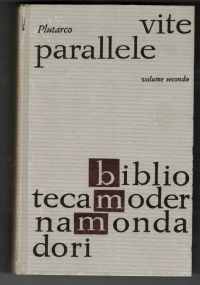 Plutarco
vite
parallele
volume secondo
biblio
tecamoder
namonda
dori